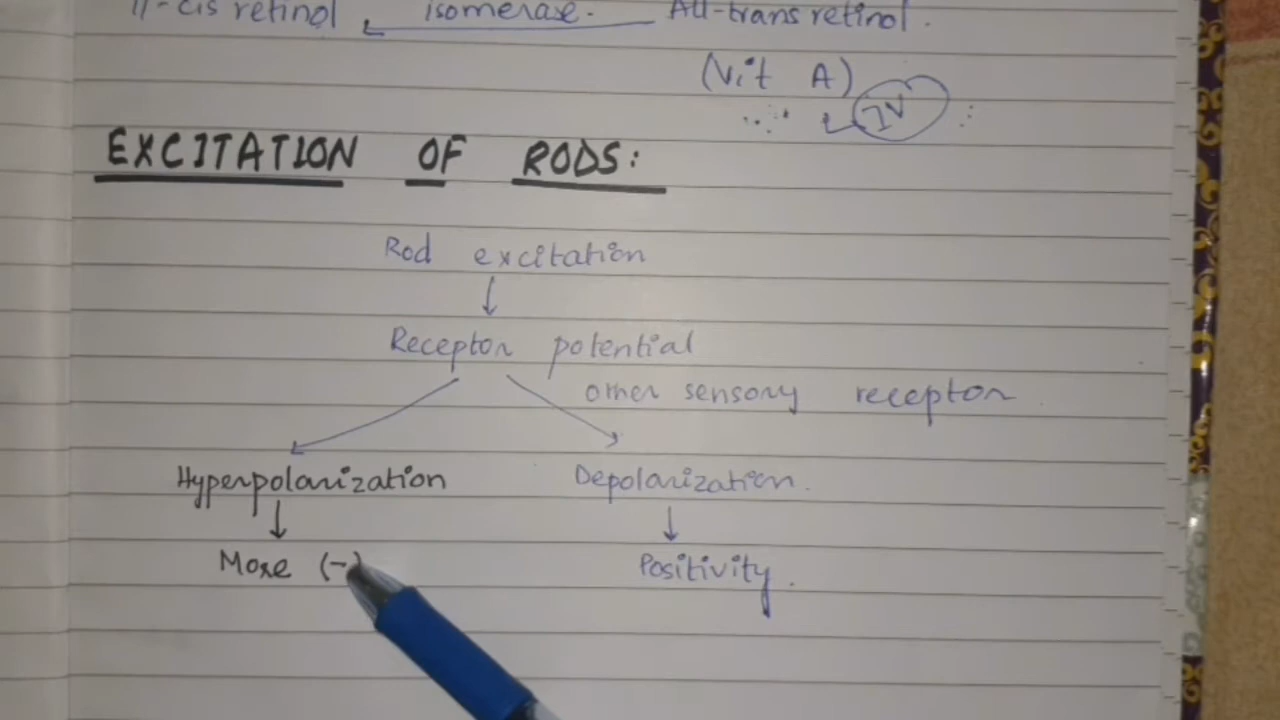 11-cis retinol isomerase. All-trans retinol.
(Vit A)
IV
EXCITATION OF RODS:
Rod excitation
Receptor potential
other sensory receptor
Hyperpolarization Depolarization.
More (-) Positivity.